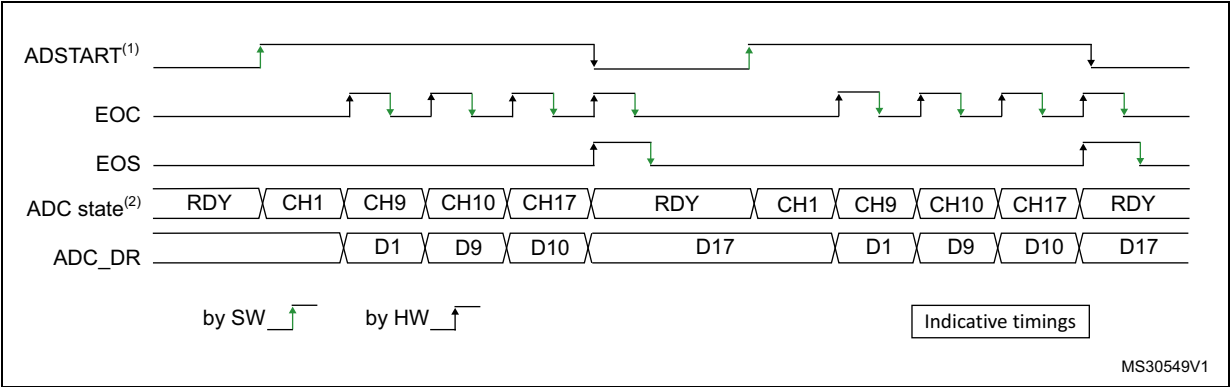 ADSTART(1)
EOC
EOS
ADC state(2) RDY CH1 CH9 CH10 CH17 RDY CH1 CH9 CH10 CH17 RDY
ADC_DR D1 D9 D10 D17 D1 D9 D10 D17
by SW by HW Indicative timings
MS30549V1